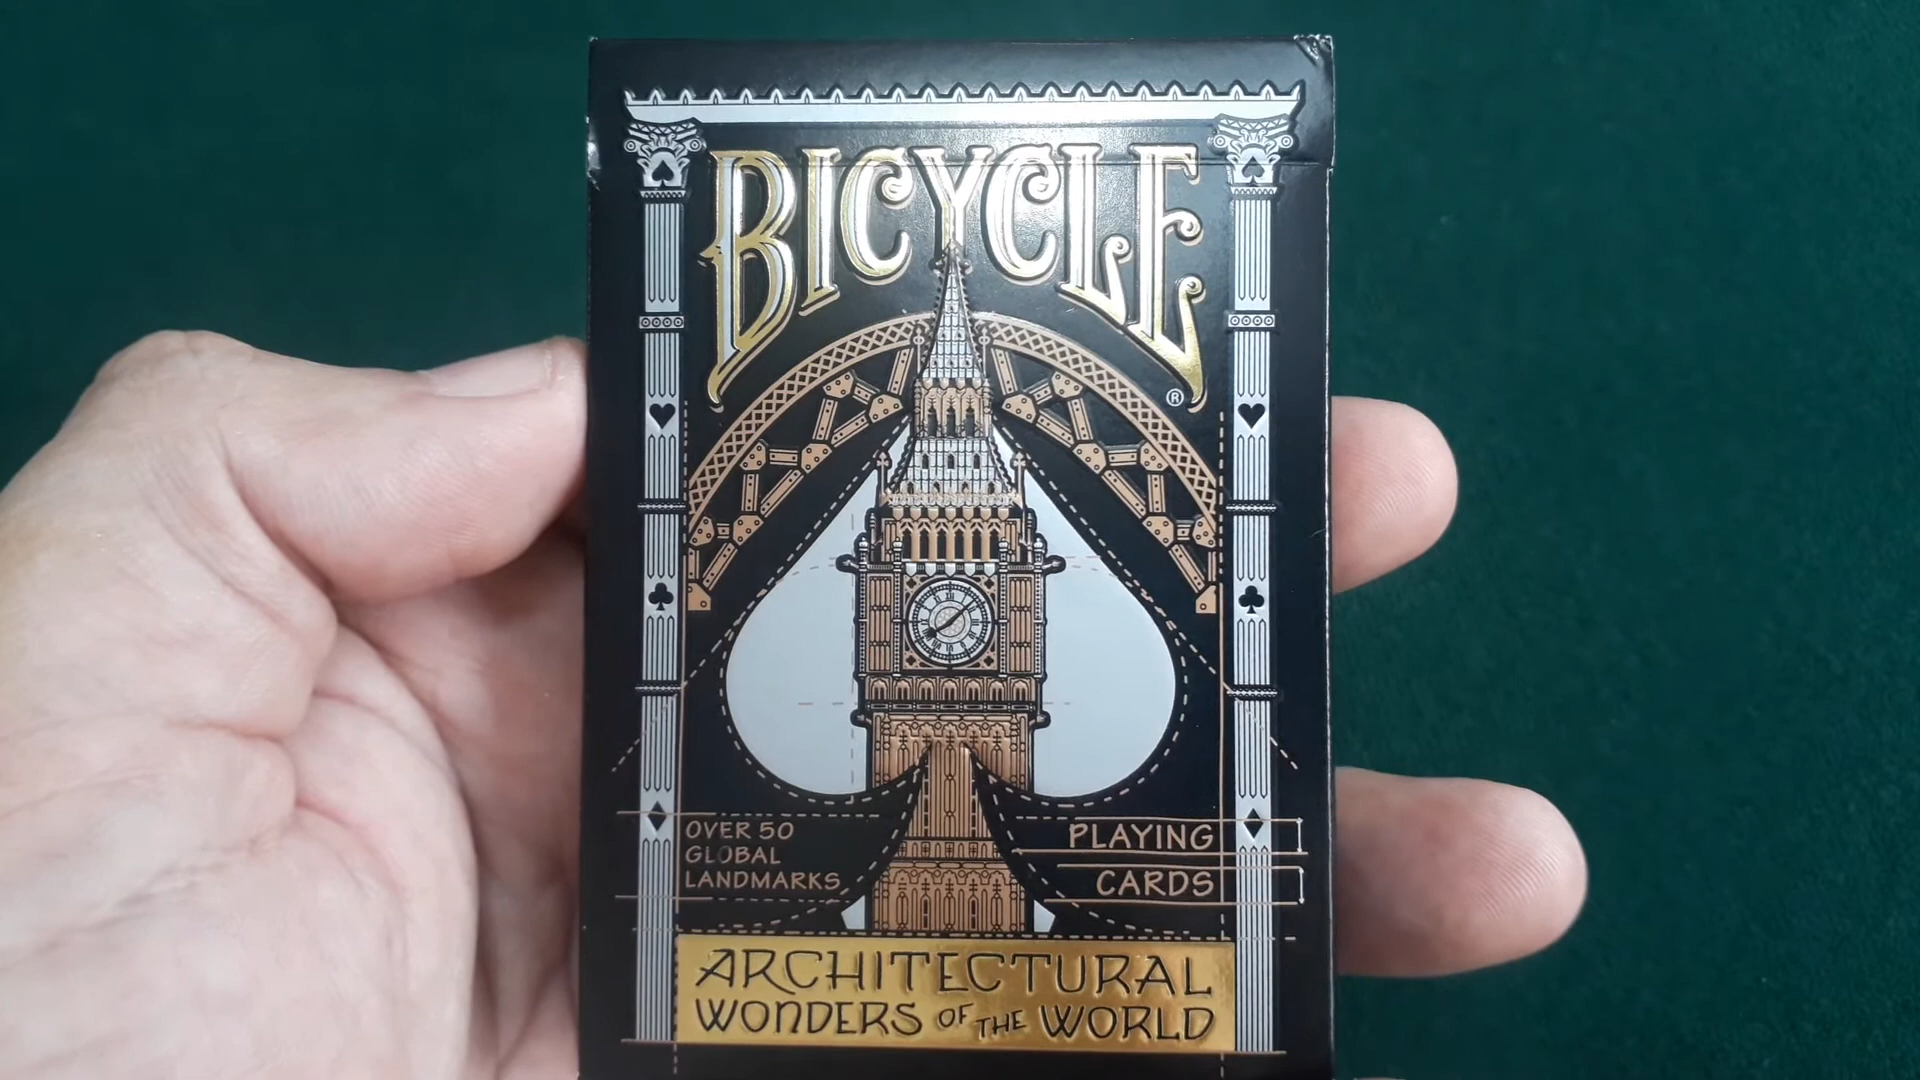 BICYCLE®
OVER 50
GLOBAL
LANDMARKS
PLAYING
CARDS
ARCHITECTURAL
WONDERS OF THE WORLD